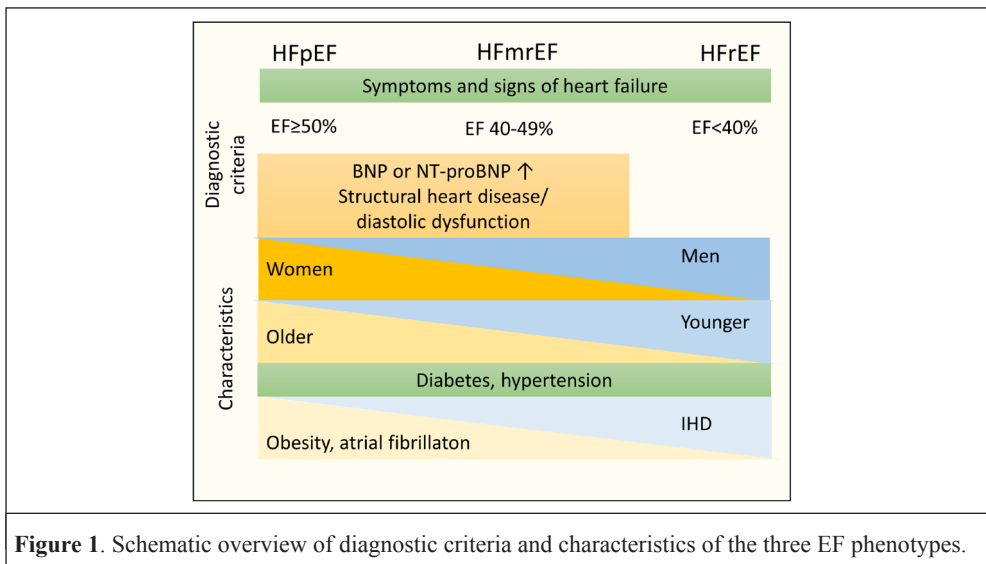 HFpEF HFmrEF HFrEF
Symptoms and signs of heart failure
Diagnostic
criteria
EF≥50% EF 40-49% EF<40%
BNP or NT-proBNP ↑
Structural heart disease/
diastolic dysfunction
Characteristics
Women Men
Older Younger
Diabetes, hypertension
Obesity, atrial fibrillaton IHD
Figure 1. Schematic overview of diagnostic criteria and characteristics of the three EF phenotypes.